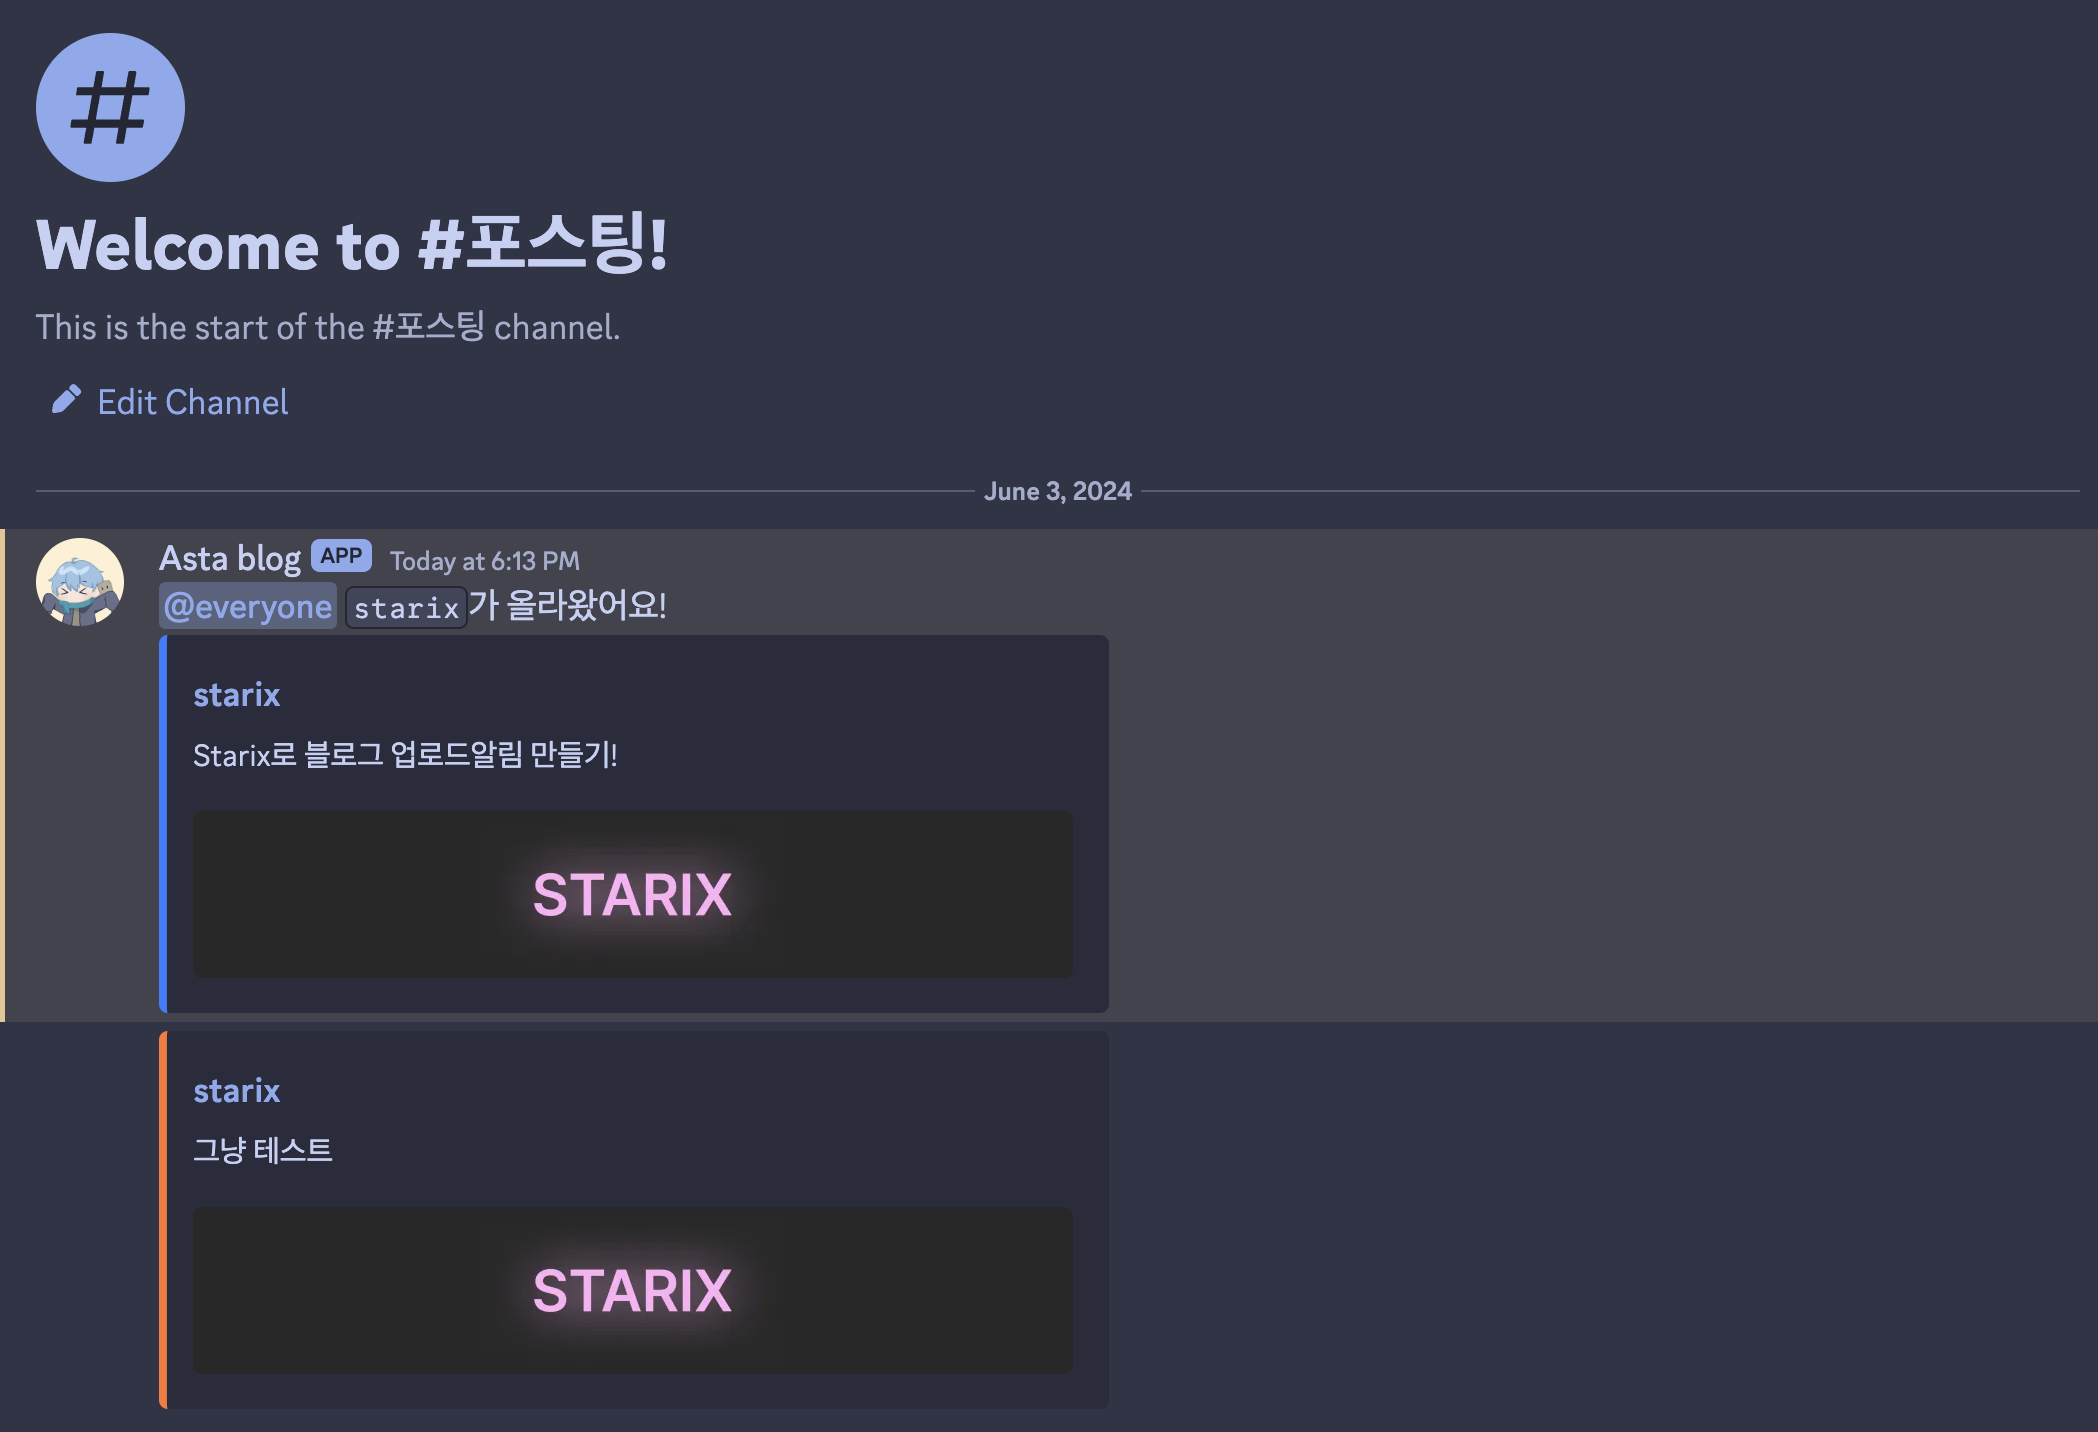 #
Welcome to #포스팅!
This is the start of the #포스팅 channel.
Edit Channel
June 3, 2024
Asta blog APP Today at 6:13 PM
@everyone starix가 올라왔어요!
starix
Starix로 블로그 업로드알림 만들기!
STARIX
starix
그냥 테스트
STARIX